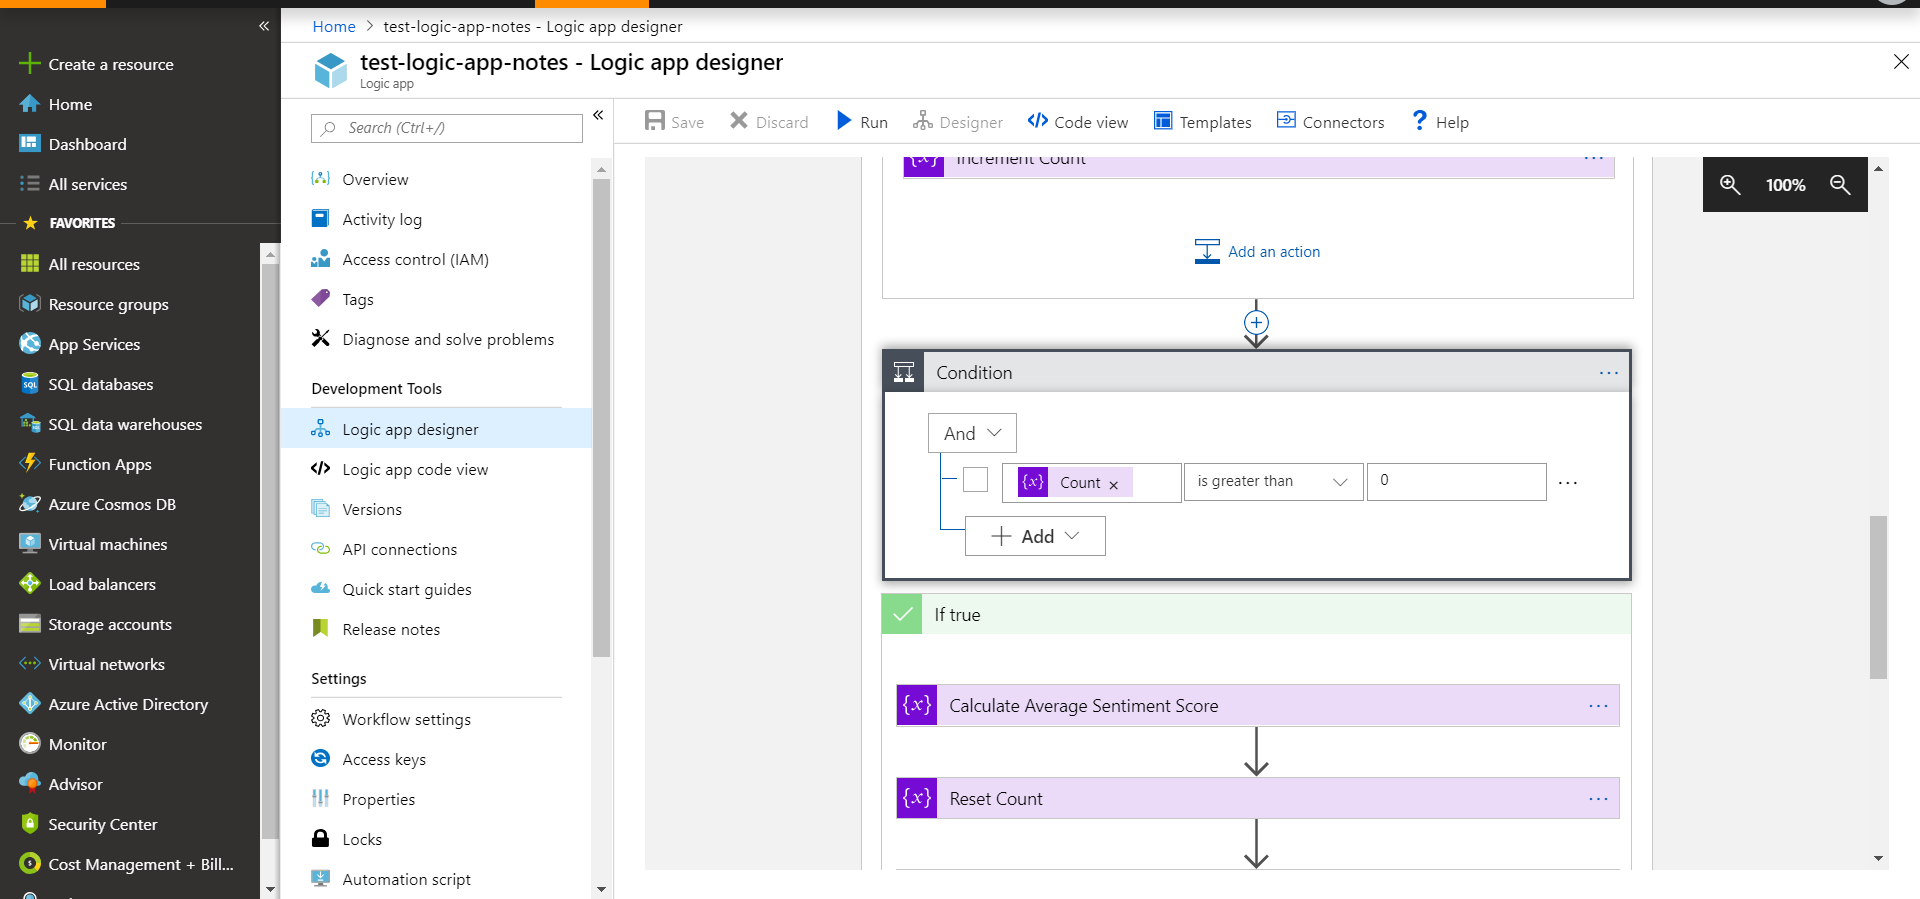 Home > test-logic-app-notes - Logic app designer
test-logic-app-notes - Logic app designer
Logic app
Create a resource
Home
Dashboard
All services
FAVORITES
All resources
Resource groups
App Services
SQL databases
SQL data warehouses
Function Apps
Azure Cosmos DB
Virtual machines
Load balancers
Storage accounts
Virtual networks
Azure Active Directory
Monitor
Advisor
Security Center
Cost Management + Bill...
Search (Ctrl+/)
Overview
Activity log
Access control (IAM)
Tags
Diagnose and solve problems
Development Tools
Logic app designer
Logic app code view
Versions
API connections
Quick start guides
Release notes
Settings
Workflow settings
Access keys
Properties
Locks
Automation script
Save
Discard
Run
Designer
Code view
Templates
Connectors
Help
{x} Increment Count ...
100%
Add an action
Condition ...
And
{x} Count × is greater than 0 ...
+ Add
If true
{x} Calculate Average Sentiment Score ...
{x} Reset Count ...